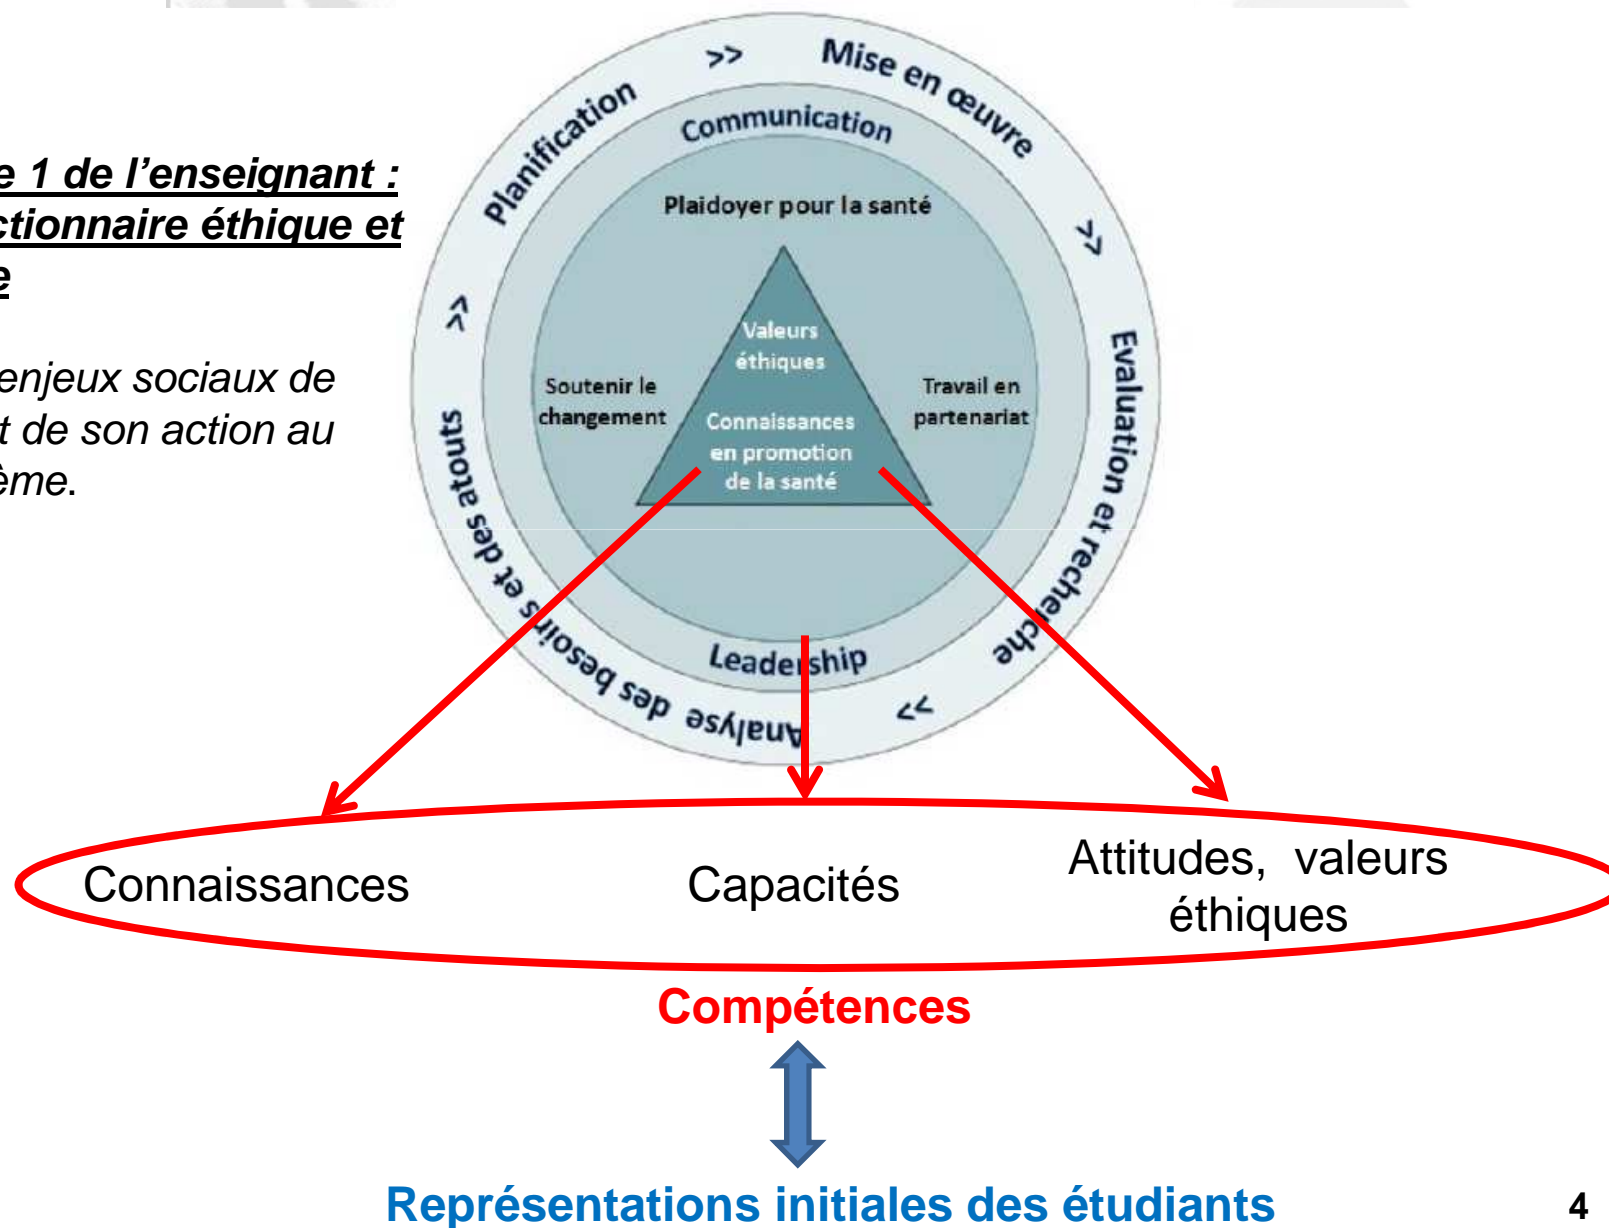 e 1 de l’enseignant :
ctionnaire éthique et
e
enjeux sociaux de
t de son action au
ème.
>> Mise en œuvre
>> Evaluation et recherche
>> Analyse des besoins et des atouts
>> Planification
Communication
Leadership
Plaidoyer pour la santé
Soutenir le
changement
Travail en
partenariat
Valeurs
éthiques
Connaissances
en promotion
de la santé
Connaissances
Capacités
Attitudes, valeurs
éthiques
Compétences
Représentations initiales des étudiants
4